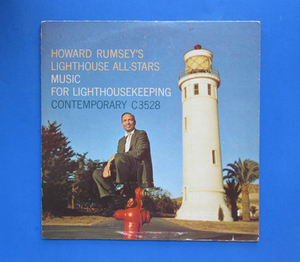 HOWARD RUMSEY'S
LIGHTHOUSE ALL-STARS
MUSIC
FOR LIGHTHOUSEKEEPING
CONTEMPORARY C3528